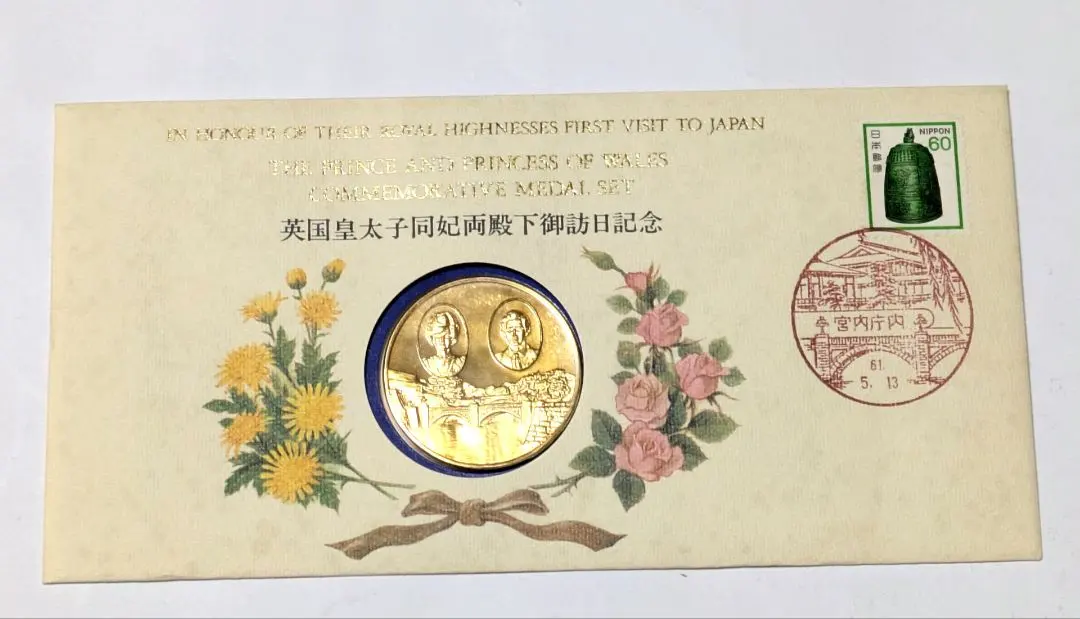 IN HONOUR OF THEIR ROYAL HIGHNESSES FIRST VISIT TO JAPAN
THE PRINCE AND PRINCESS OF WALES
COMMEMORATIVE MEDAL SET
英国皇太子同妃両殿下御訪日記念
日本郵便
NIPPON
60
宮内庁内
61.
5. 13